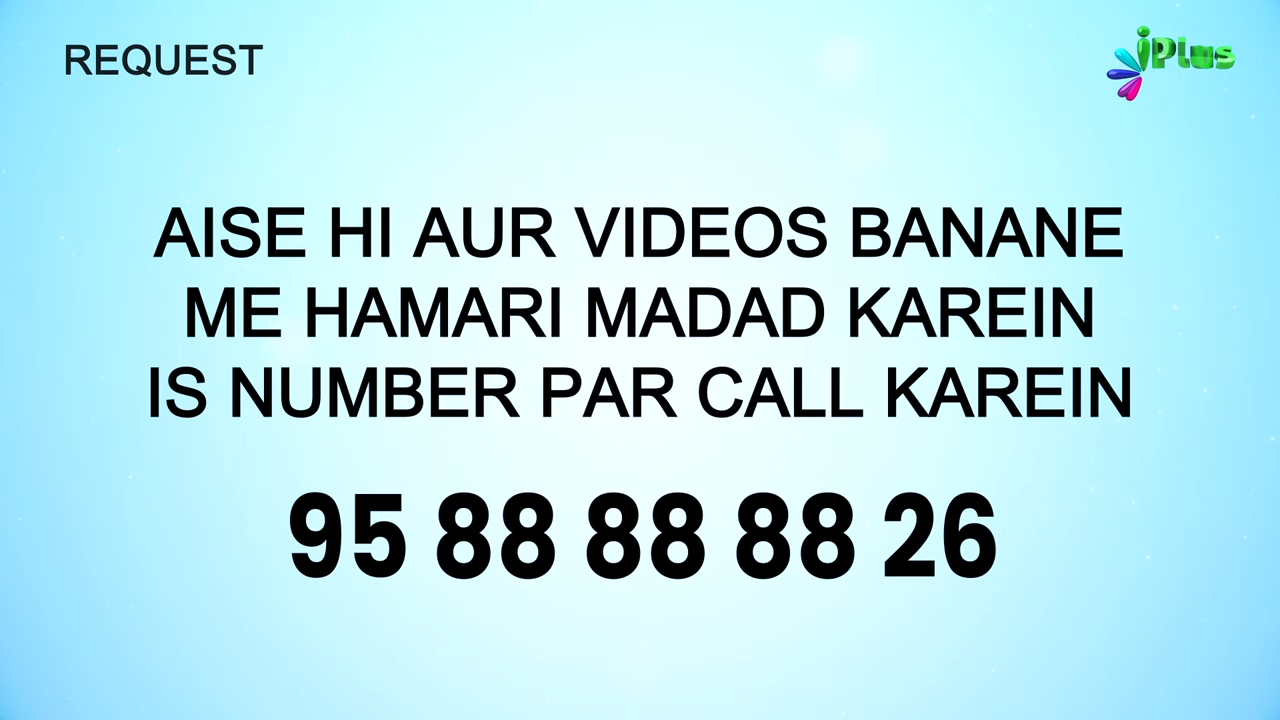 REQUEST
iPlus
AISE HI AUR VIDEOS BANANE
ME HAMARI MADAD KAREIN
IS NUMBER PAR CALL KAREIN
95 88 88 88 26